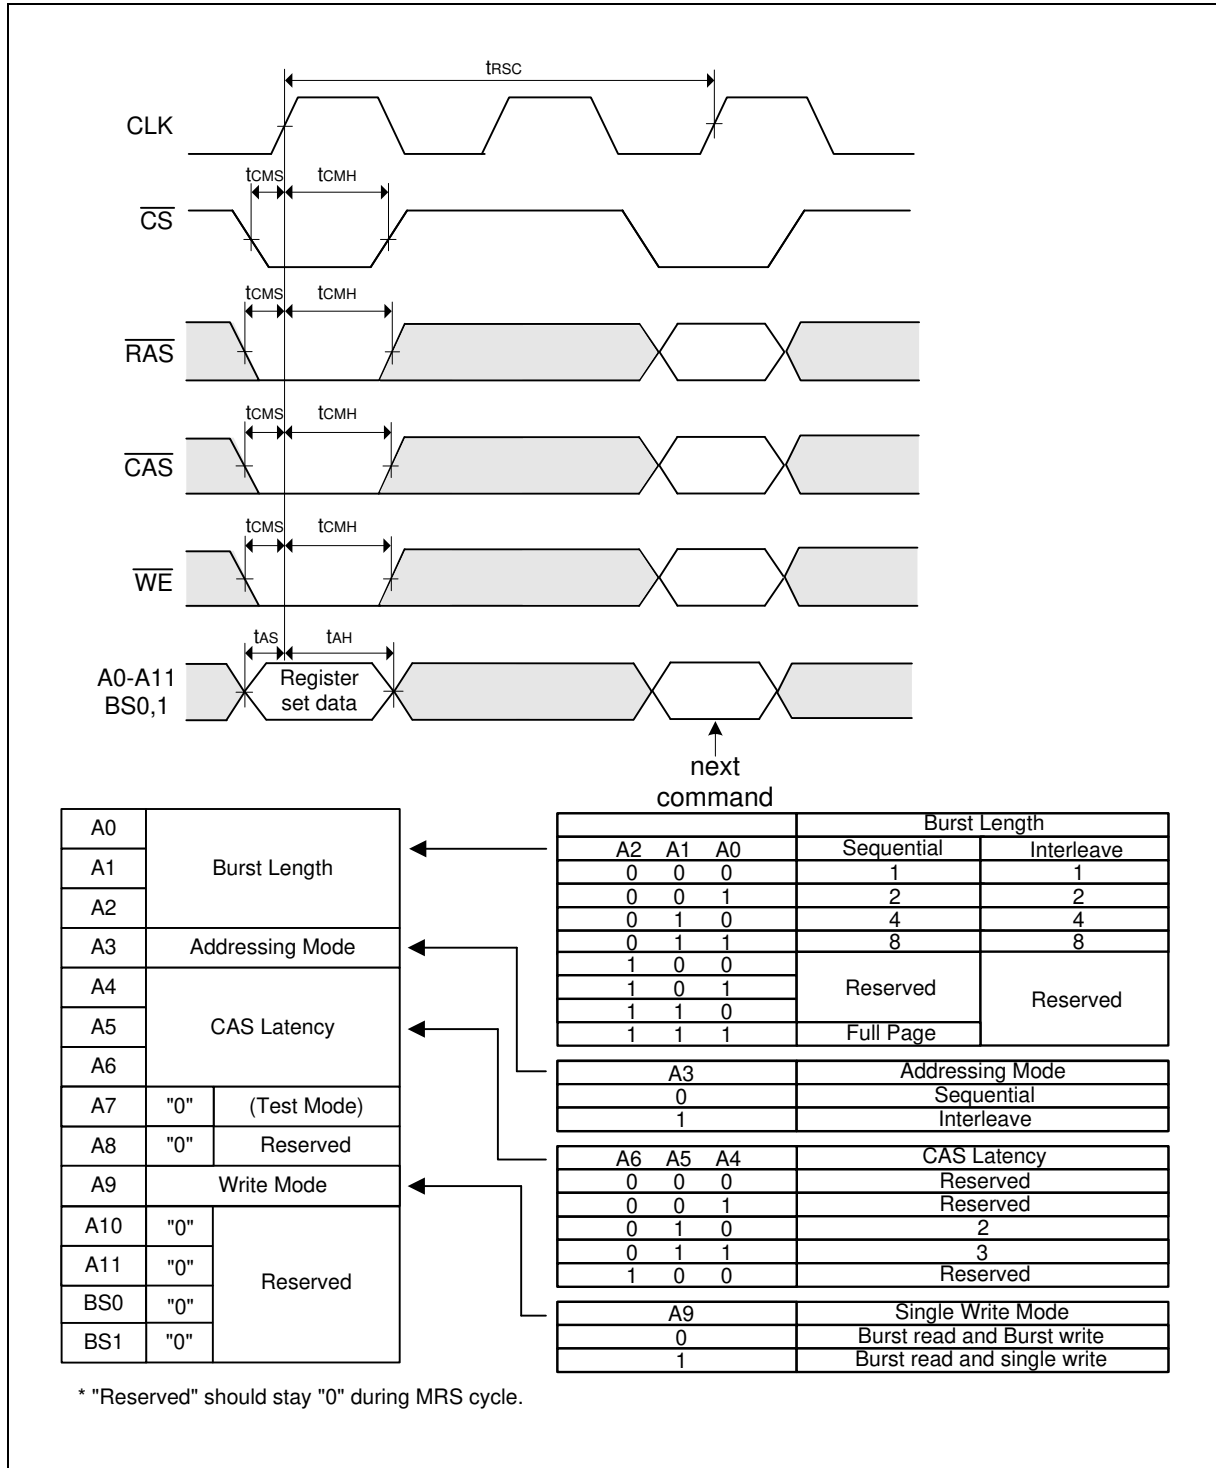 tRSC
CLK
tCMS tCMH
CS
tCMS tCMH
RAS
tCMS tCMH
CAS
tCMS tCMH
WE
tAS tAH
A0-A11
BS0,1
Register
set data
next
command
A0
A1
A2
Burst Length
A3 Addressing Mode
A4
A5
A6
CAS Latency
A7 "0" (Test Mode)
A8 "0" Reserved
A9 Write Mode
A10 "0"
A11 "0"
BS0 "0"
BS1 "0"
Reserved
Burst Length
A2 A1 A0 Sequential Interleave
0 0 0 1 1
0 0 1 2 2
0 1 0 4 4
0 1 1 8 8
1 0 0
1 0 1 Reserved Reserved
1 1 0
1 1 1 Full Page
A3 Addressing Mode
0 Sequential
1 Interleave
A6 A5 A4 CAS Latency
0 0 0 Reserved
0 0 1 Reserved
0 1 0 2
0 1 1 3
1 0 0 Reserved
A9 Single Write Mode
0 Burst read and Burst write
1 Burst read and single write
* "Reserved" should stay "0" during MRS cycle.